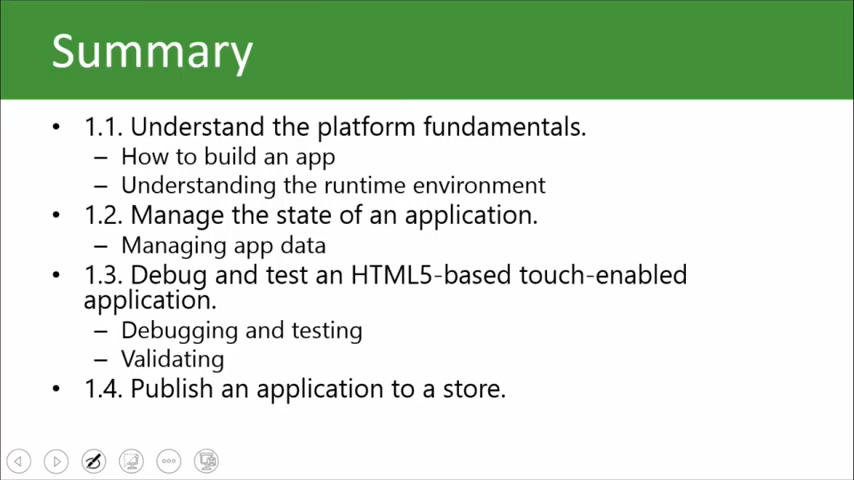 Summary
• 1.1. Understand the platform fundamentals.
– How to build an app
– Understanding the runtime environment
• 1.2. Manage the state of an application.
– Managing app data
• 1.3. Debug and test an HTML5-based touch-enabled
application.
– Debugging and testing
– Validating
• 1.4. Publish an application to a store.